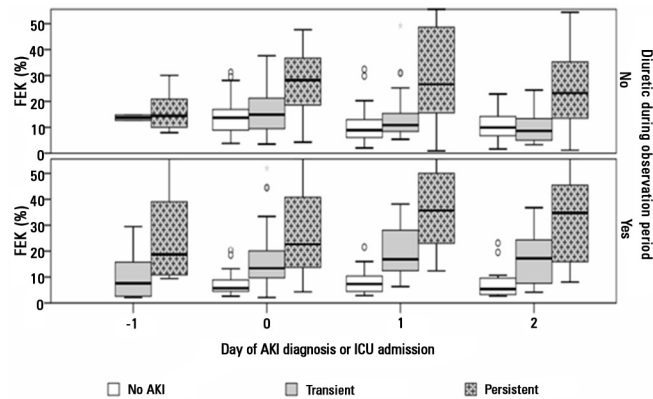 50
40
30
20
10
0
FEK (%)
No
50
40
30
20
10
0
FEK (%)
Yes
Diuretic during observation period
-1 0 1 2
Day of AKI diagnosis or ICU admission
No AKI Transient Persistent